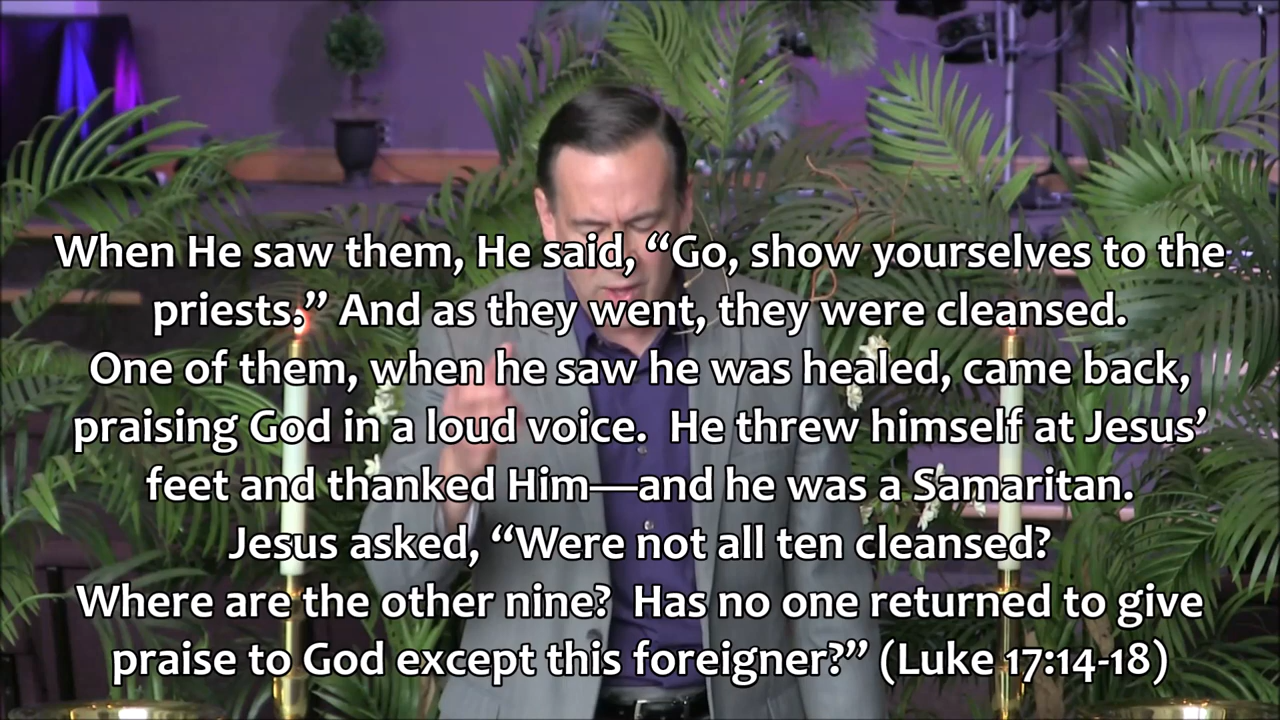 When He saw them, He said, “Go, show yourselves to the
priests.” And as they went, they were cleansed.
One of them, when he saw he was healed, came back,
praising God in a loud voice.  He threw himself at Jesus’
feet and thanked Him—and he was a Samaritan.
Jesus asked, “Were not all ten cleansed?
Where are the other nine?  Has no one returned to give
praise to God except this foreigner?” (Luke 17:14-18)